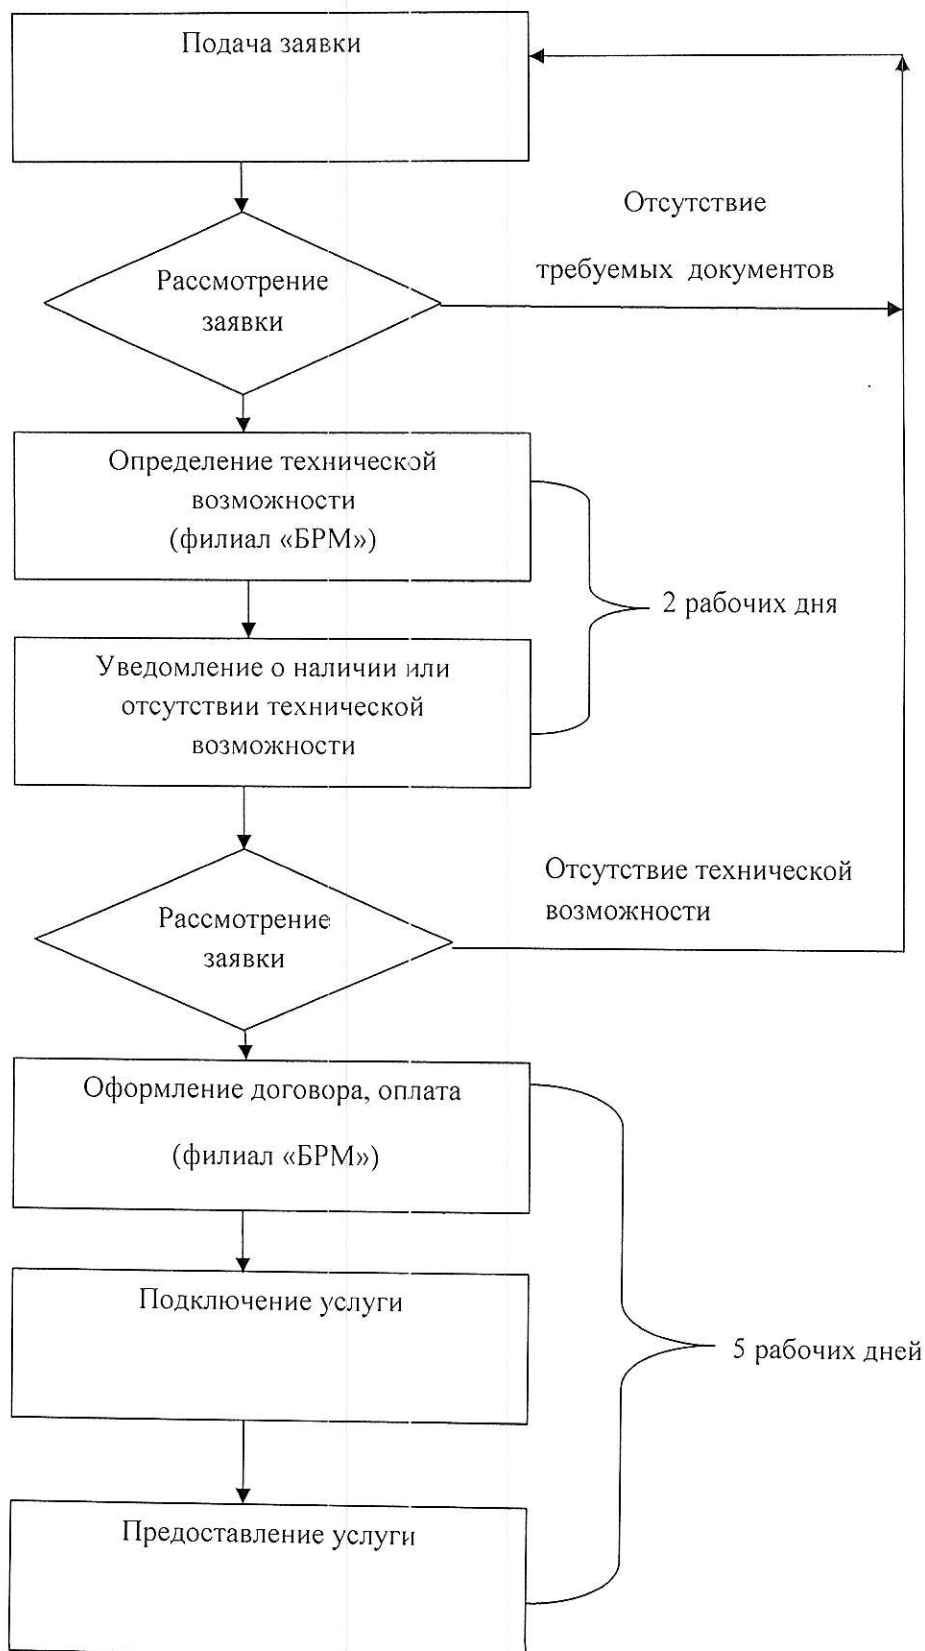 Подача заявки
Отсутствие
требуемых документов
Рассмотрение
заявки
Определение технической
возможности
(филиал «БРМ»)
2 рабочих дня
Уведомление о наличии или
отсутствии технической
возможности
Отсутствие технической
возможности
Рассмотрение
заявки
Оформление договора, оплата
(филиал «БРМ»)
Подключение услуги
5 рабочих дней
Предоставление услуги